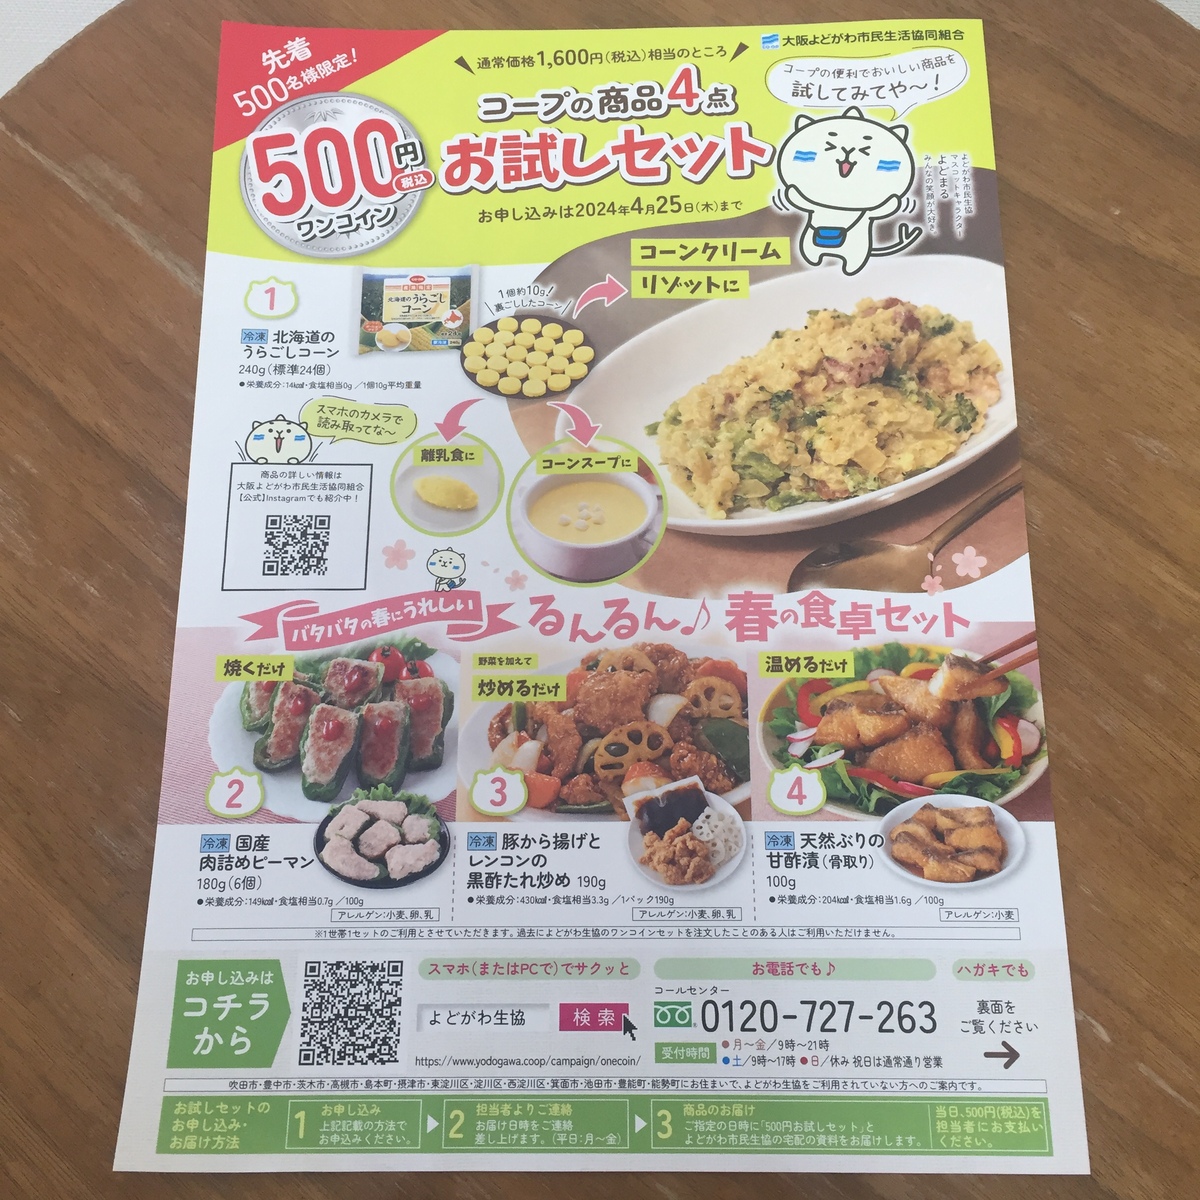 先着
500名様限定!
通常価格1,600円(税込)相当のところ
大阪よどがわ市民生活協同組合
コープの便利でおいしい商品を
試してみてや〜!
コープの商品4点
お試しセット
500円
税込
ワンコイン
お申し込みは2024年4月25日(木)まで
よどがわ市民生協
マスコットキャラクター
よどまる
みんなの笑顔が大好き
コーンクリーム
リゾットに
1
北海道のうらごし
コーン
1個約10g!
裏ごししたコーン
冷凍 北海道の
うらごしコーン
240g(標準24個)
●栄養成分:14kcal・食塩相当0g/1個10g平均重量
スマホのカメラで
読み取ってな〜
離乳食に
コーンスープに
商品の詳しい情報は
大阪よどがわ市民生活協同組合
【公式】Instagramでも紹介中!
バタバタの春にうれしい
るんるん♪春の食卓セット
焼くだけ
2
冷凍 国産
肉詰めピーマン
180g(6個)
●栄養成分:149kcal・食塩相当0.7g/100g
アレルゲン:小麦、卵、乳
野菜を加えて
炒めるだけ
3
冷凍 豚から揚げと
レンコンの
黒酢たれ炒め 190g
●栄養成分:430kcal・食塩相当3.3g/1パック190g
アレルゲン:小麦、卵、乳
温めるだけ
4
冷凍 天然ぶりの
甘酢漬(骨取り)
100g
●栄養成分:204kcal・食塩相当1.6g/100g
アレルゲン:小麦
※1世帯1セットのご利用とさせていただきます。過去によどがわ生協のワンコインセットを注文したことのある人はご利用いただけません。
お申し込みは
コチラ
から
スマホ(またはPCで)でサクッと
よどがわ生協
検索
https://www.yodogawa.coop/campaign/onecoin/
お電話でも♪
コールセンター
0120-727-263
受付時間
●月〜金/9時〜21時
●土/9時〜17時 ●日/休み 祝日は通常通り営業
ハガキでも
裏面を
ご覧ください
吹田市・豊中市・茨木市・高槻市・島本町・摂津市・東淀川区・淀川区・西淀川区・箕面市・池田市・豊能町・能勢町にお住まいで、よどがわ生協をご利用されていない方へのご案内です。
お試しセットの
お申し込み・
お届け方法
1
お申し込み
上記記載の方法で
お申込みください。
2
担当者よりご連絡
お届け日時をご連絡
差し上げます。(平日:月〜金)
3
商品のお届け
ご指定の日時に「500円お試しセット」と
よどがわ市民生協の宅配の資料をお届けします。
当日、500円(税込)を
担当者にお支払い
ください。